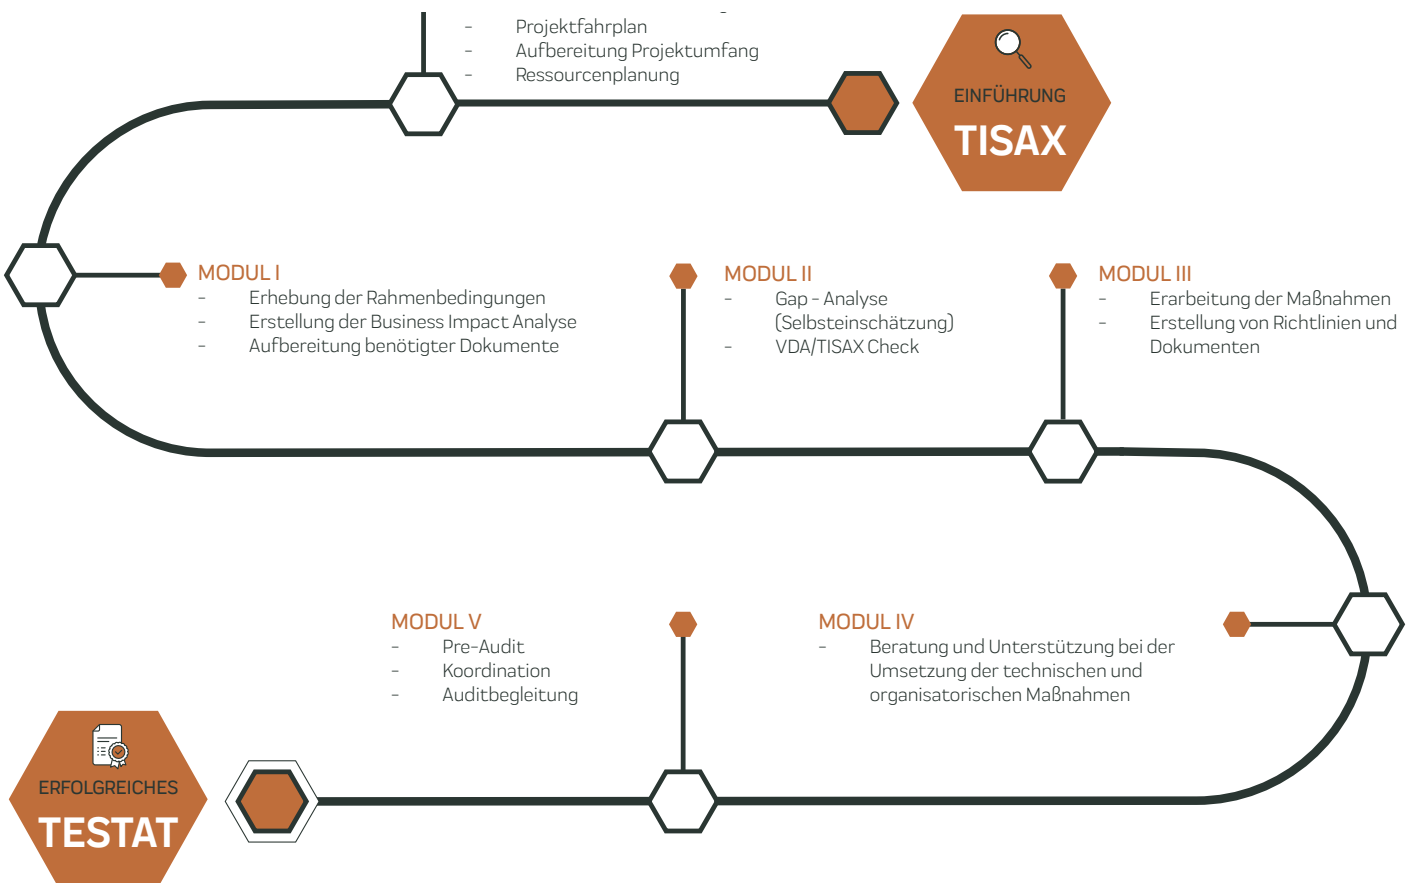 - Projektfahrplan
- Aufbereitung Projektumfang
- Ressourcenplanung
EINFÜHRUNG
TISAX
MODUL I
- Erhebung der Rahmenbedingungen
- Erstellung der Business Impact Analyse
- Aufbereitung benötigter Dokumente
MODUL II
- Gap - Analyse
(Selbsteinschätzung)
- VDA/TISAX Check
MODUL III
- Erarbeitung der Maßnahmen
- Erstellung von Richtlinien und
Dokumenten
MODUL IV
- Beratung und Unterstützung bei der
Umsetzung der technischen und
organisatorischen Maßnahmen
MODUL V
- Pre-Audit
- Koordination
- Auditbegleitung
ERFOLGREICHES
TESTAT